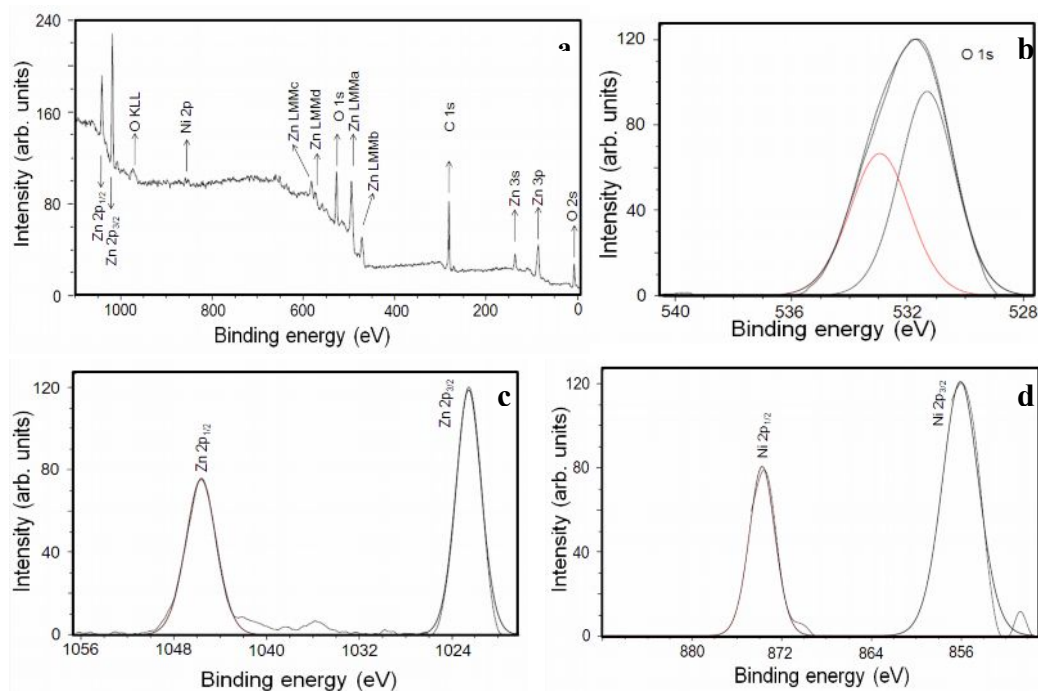 a
240
160
80
0
Intensity (arb. units)
Zn 2p1/2
Zn 2p3/2
O KLL
Ni 2p
Zn LMMc
Zn LMMd
O 1s
Zn LMMa
Zn LMMb
C 1s
Zn 3s
Zn 3p
O 2s
1000 800 600 400 200 0
Binding energy (eV)
b
O 1s
120
80
40
0
Intensity (arb. units)
540 536 532 528
Binding energy (eV)
c
120
80
40
0
Intensity (arb. units)
Zn 2p1/2
Zn 2p3/2
1056 1048 1040 1032 1024
Binding energy (eV)
d
120
80
40
0
Intensity (arb. units)
Ni 2p1/2
Ni 2p3/2
880 872 864 856
Binding energy (eV)